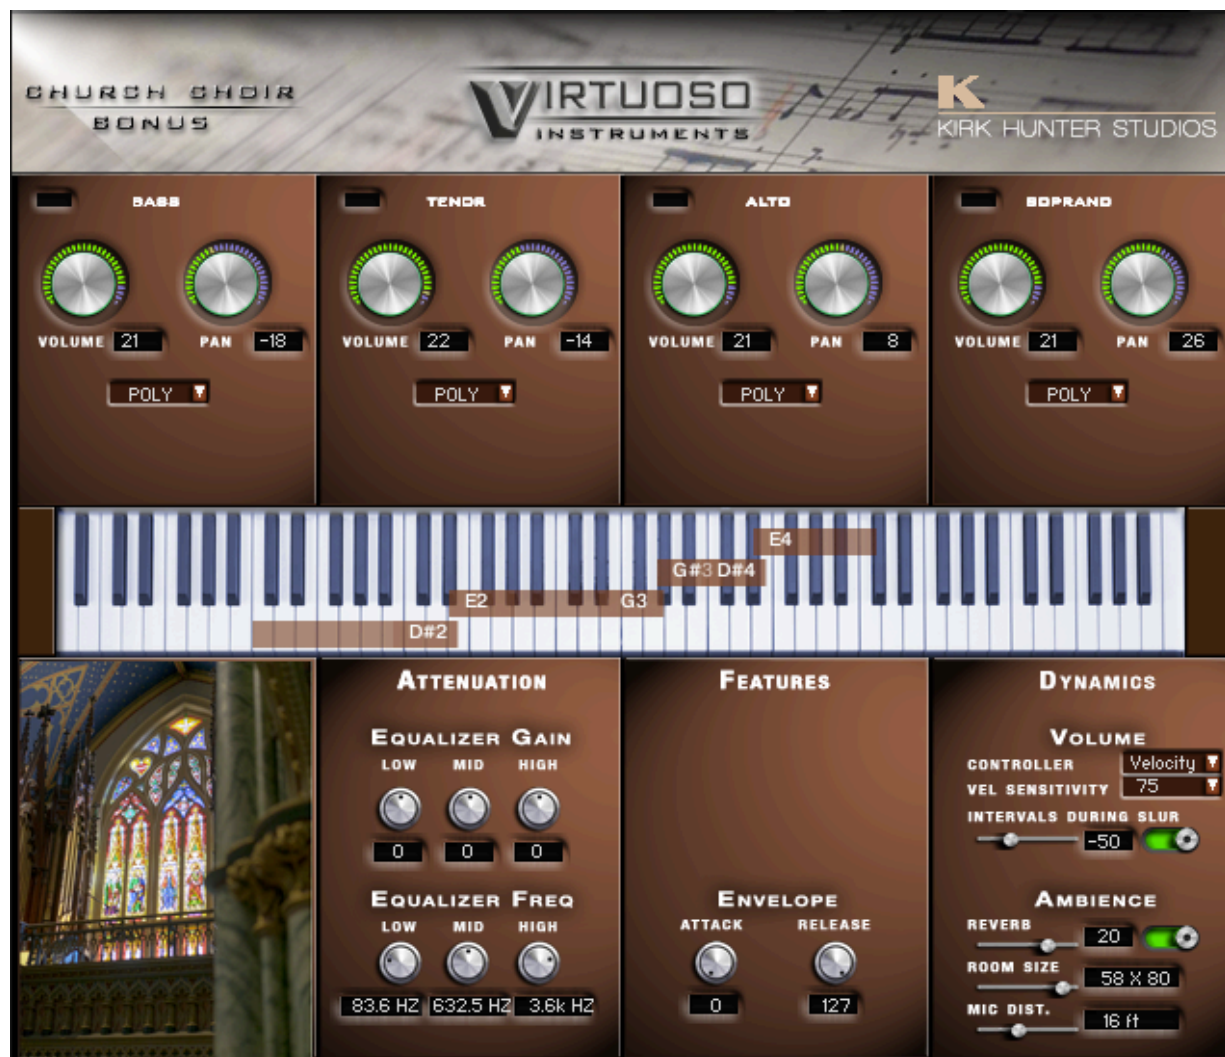 CHURCH CHOIR
BONUS
VIRTUOSO
INSTRUMENTS
K
KIRK HUNTER STUDIOS
BASS
VOLUME 21 PAN -18
POLY
TENOR
VOLUME 22 PAN -14
POLY
ALTO
VOLUME 21 PAN 8
POLY
SOPRANO
VOLUME 21 PAN 26
POLY
E4
G#3 D#4
E2 G3
D#2
ATTENUATION
EQUALIZER GAIN
LOW MID HIGH
0 0 0
EQUALIZER FREQ
LOW MID HIGH
83.6 HZ 632.5 HZ 3.6k HZ
FEATURES
ENVELOPE
ATTACK RELEASE
0 127
DYNAMICS
VOLUME
CONTROLLER Velocity
VEL SENSITIVITY 75
INTERVALS DURING SLUR
-50
AMBIENCE
REVERB 20
ROOM SIZE 58 X 80
MIC DIST. 16 ft